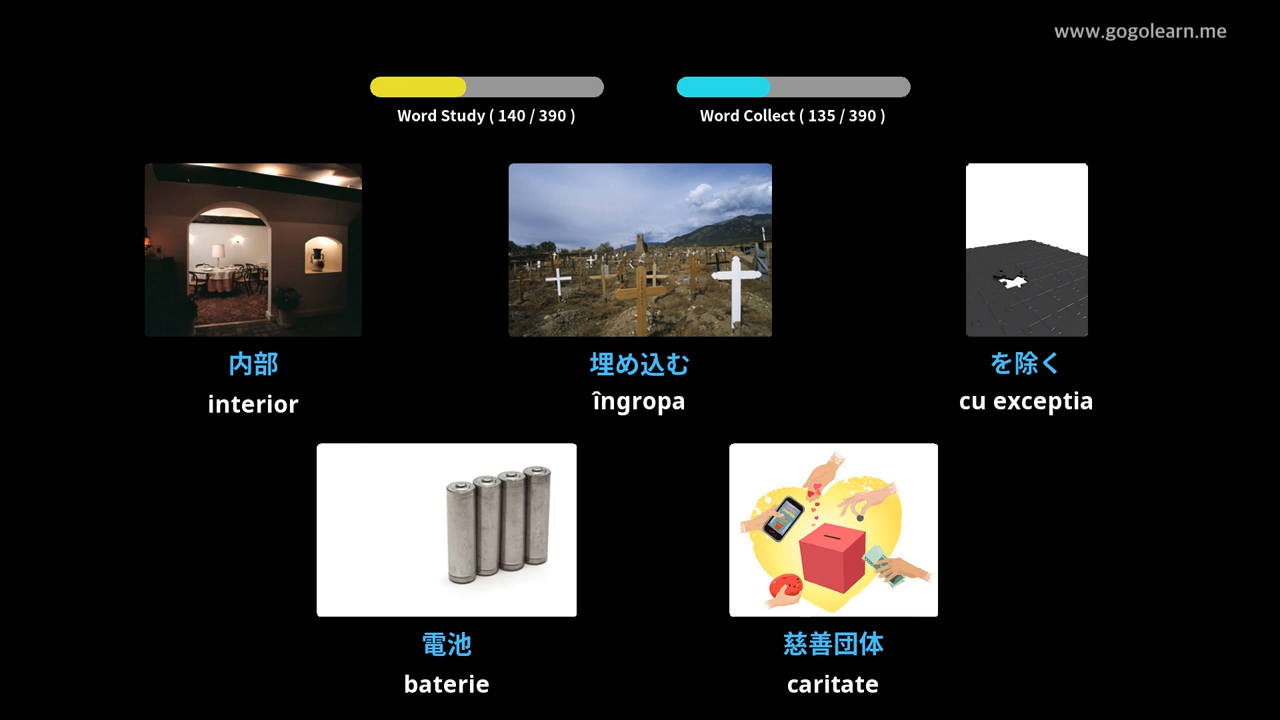 www.gogolearn.me
Word Study ( 140 / 390 )
Word Collect ( 135 / 390 )
内部
interior
埋め込む
îngropa
を除く
cu exceptia
電池
baterie
慈善団体
caritate